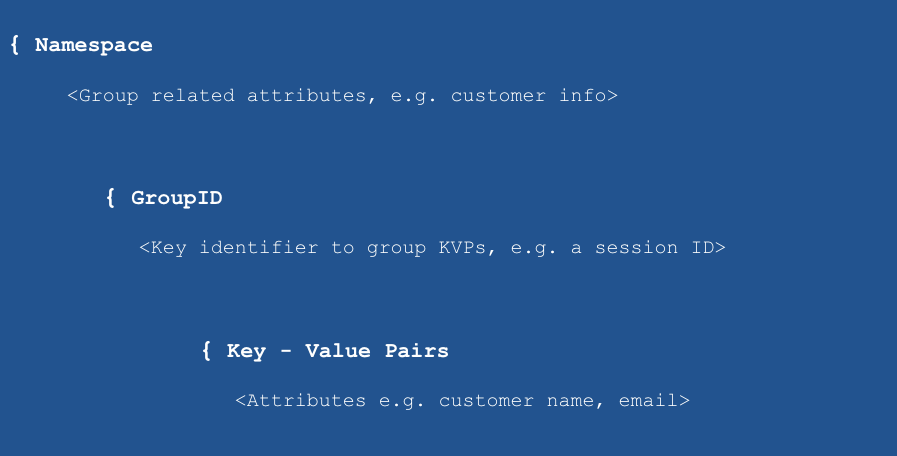 { Namespace
<Group related attributes, e.g. customer info>
{ GroupID
<Key identifier to group KVPs, e.g. a session ID>
{ Key - Value Pairs
<Attributes e.g. customer name, email>